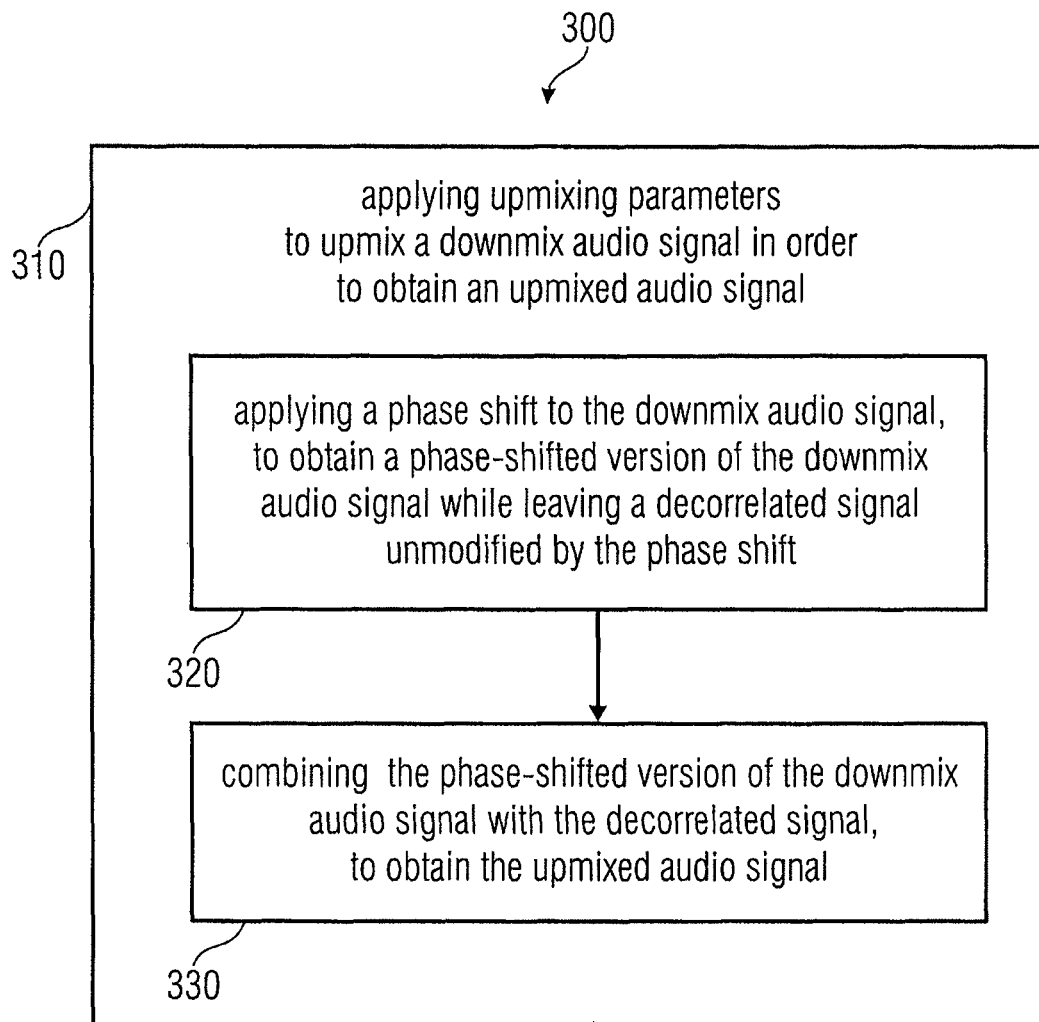 300
applying upmixing parameters
to upmix a downmix audio signal in order
to obtain an upmixed audio signal
310
applying a phase shift to the downmix audio signal,
to obtain a phase-shifted version of the downmix
audio signal while leaving a decorrelated signal
unmodified by the phase shift
320
combining the phase-shifted version of the downmix
audio signal with the decorrelated signal,
to obtain the upmixed audio signal
330